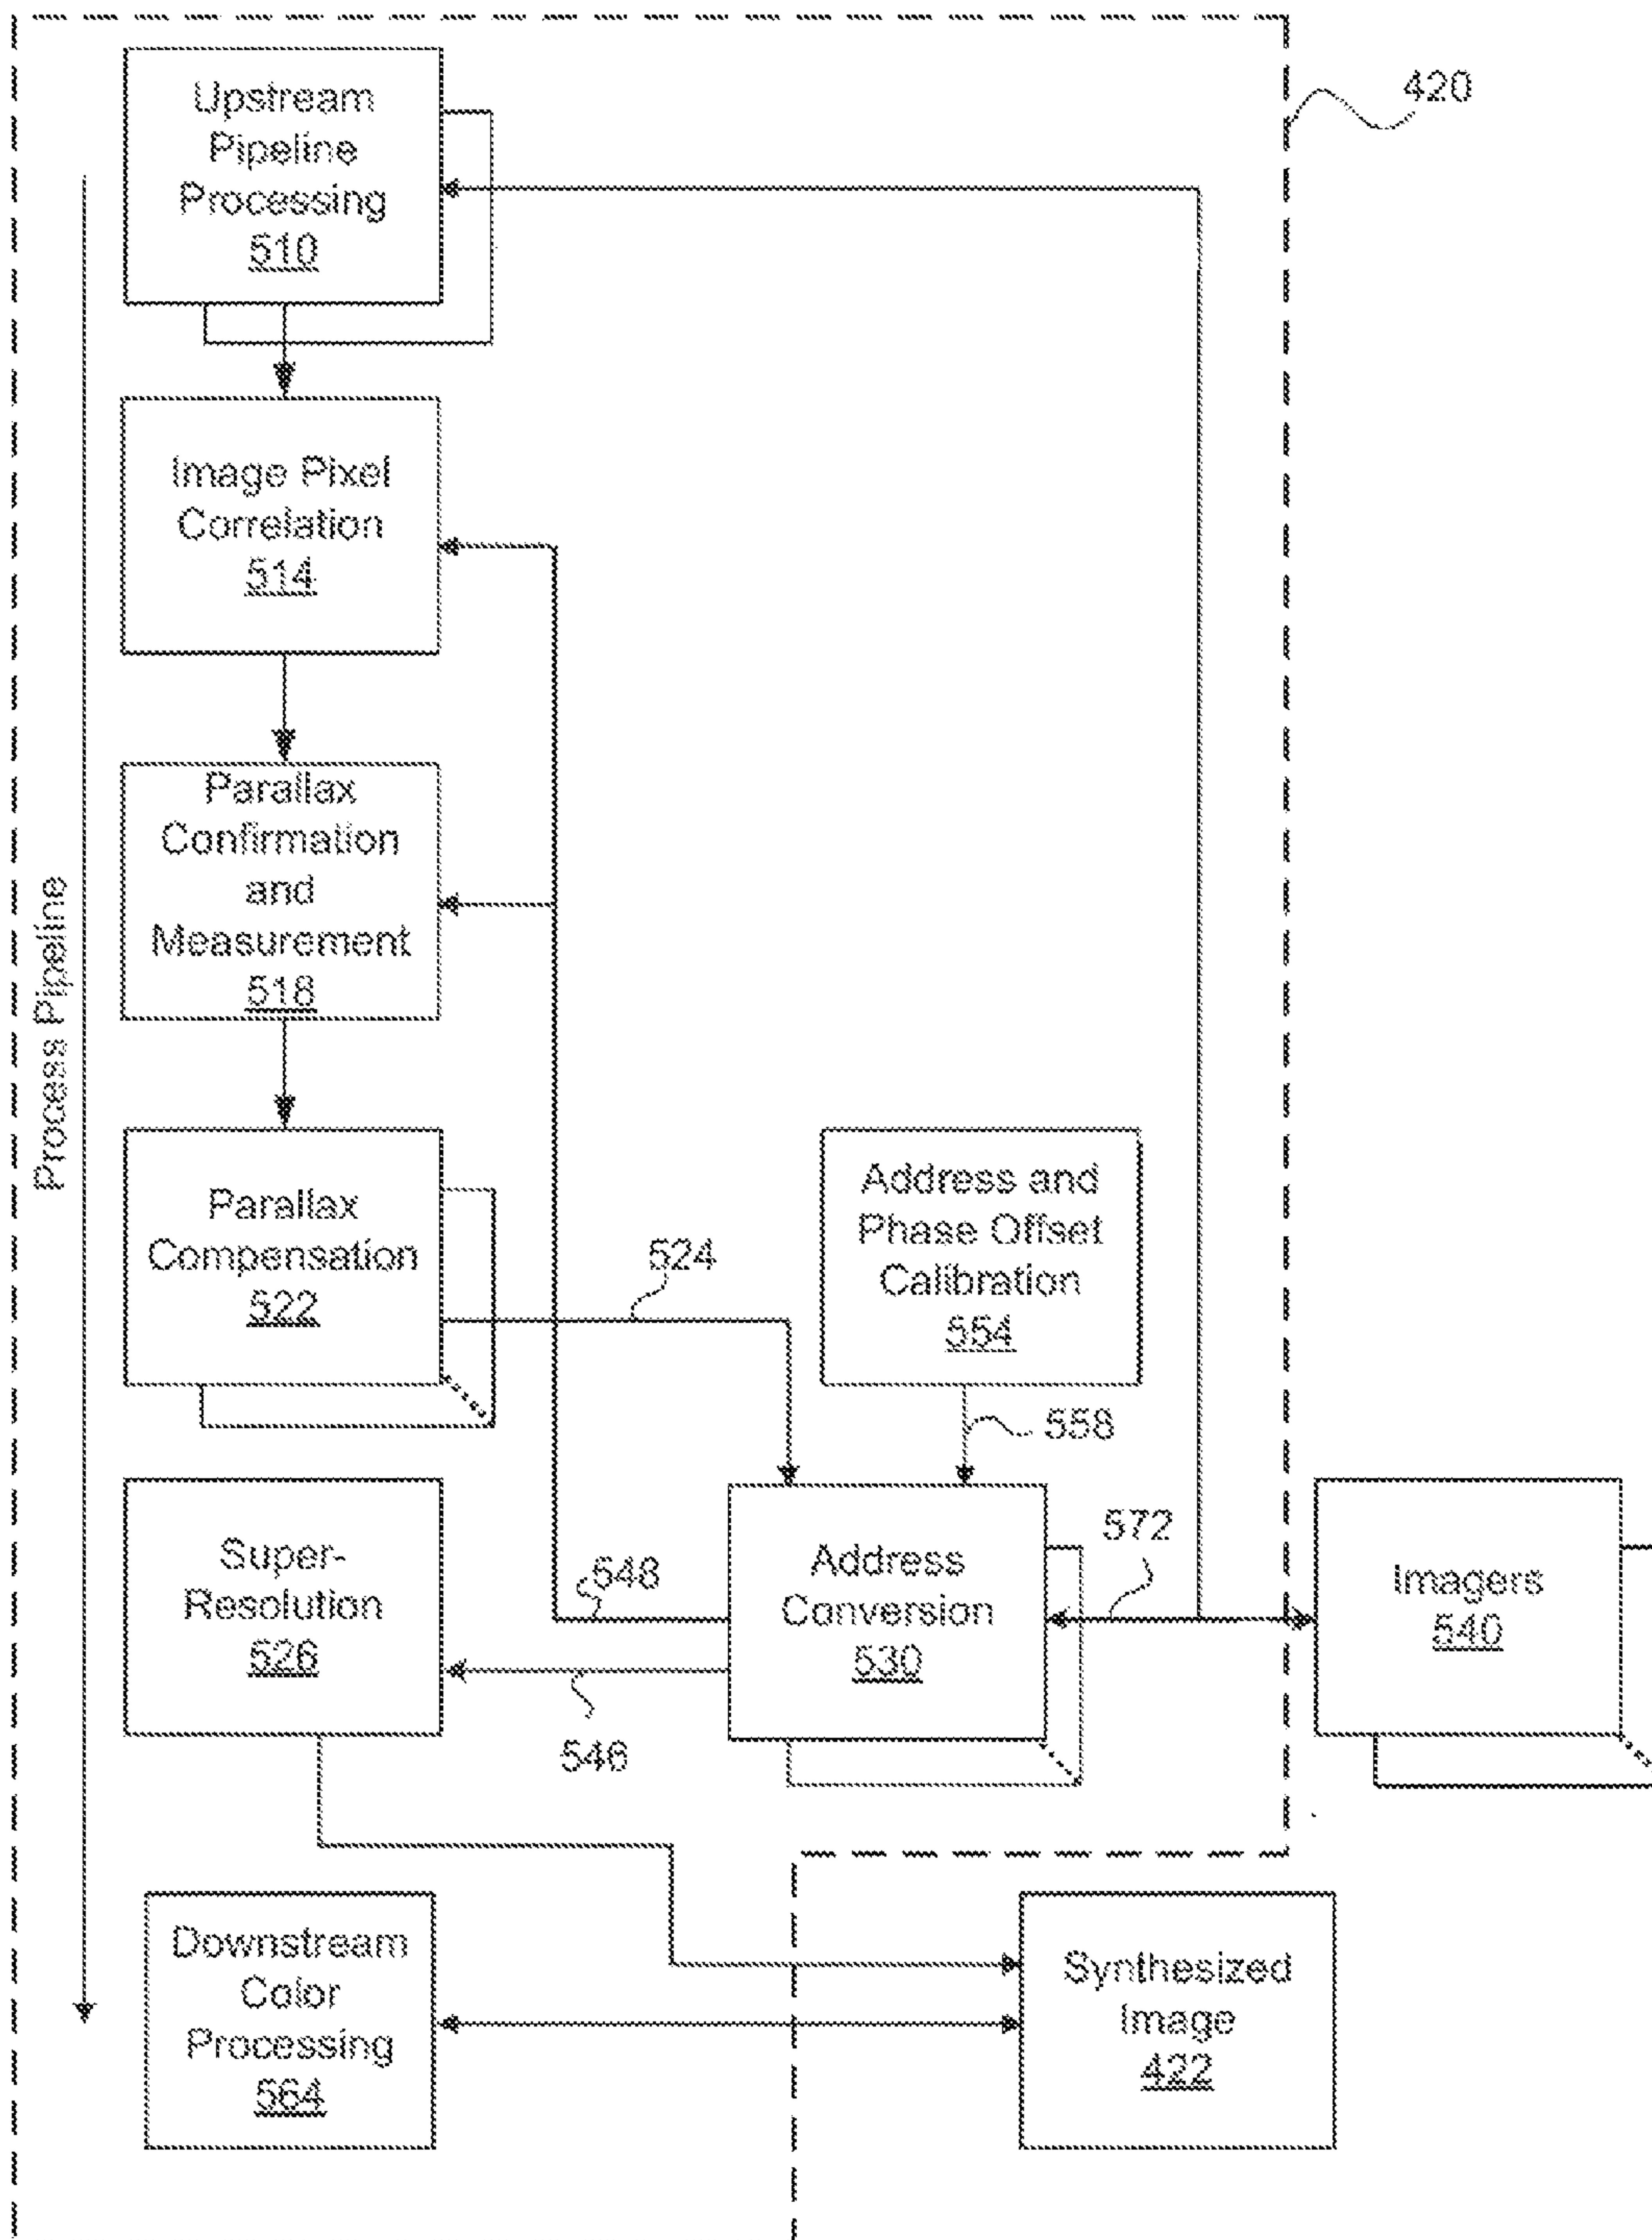 420
Upstream
Pipeline
Processing
510
Image Pixel
Correlation
514
Parallax
Confirmation
and
Measurement
518
Process Pipeline
Parallax
Compensation
522
524
Address and
Phase Offset
Calibration
554
558
Super-
Resolution
526
548
546
Address
Conversion
530
572
Imagers
540
Downstream
Color
Processing
564
Synthesized
Image
422